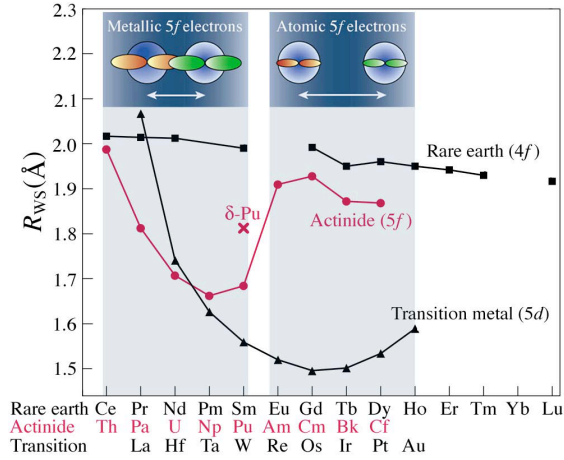 Metallic 5f electrons
Atomic 5f electrons
2.3
2.2
2.1
2.0
1.9
1.8
1.7
1.6
1.5
R_WS(Å)
Rare earth (4f)
Actinide (5f)
δ-Pu
Transition metal (5d)
Rare earth Ce Pr Nd Pm Sm Eu Gd Tb Dy Ho Er Tm Yb Lu
Actinide Th Pa U Np Pu Am Cm Bk Cf
Transition La Hf Ta W Re Os Ir Pt Au